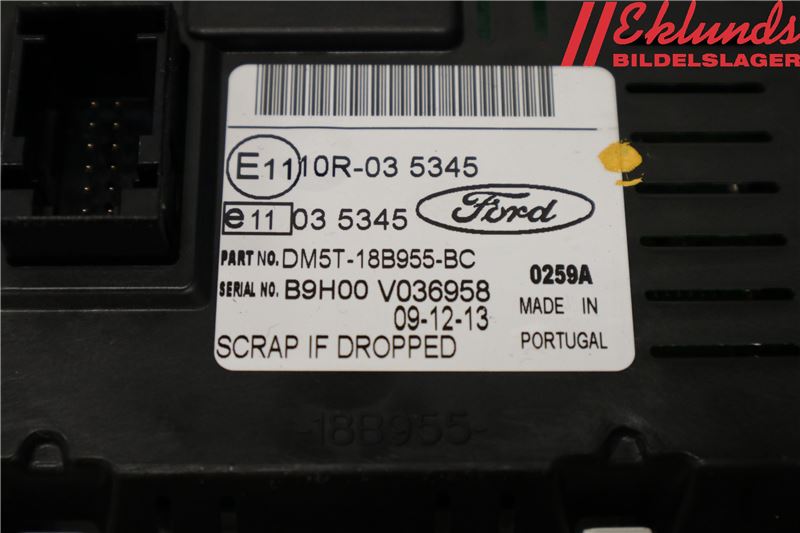 Eklunds
BILDELSLAGER
E11 10R-03 5345
e11 03 5345 Ford
PART NO. DM5T-18B955-BC
SERIAL NO. B9H00 V036958
0259A
09-12-13
MADE IN
PORTUGAL
SCRAP IF DROPPED
-18B955-